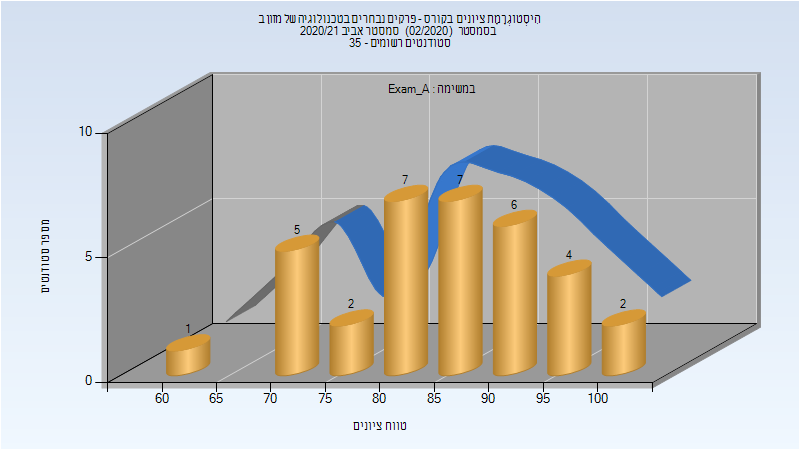 היסטוגרמת ציונים בקורס - פרקים נבחרים בטכנולוגיה של מזון ב
בסמסטר (02/2020) סמסטר אביב 2020/21
סטודנטים רשומים - 35
במשימה : Exam_A
מספר סטודנטים
10
5
0
1
5
2
7
7
6
4
2
60 65 70 75 80 85 90 95 100
טווח ציונים